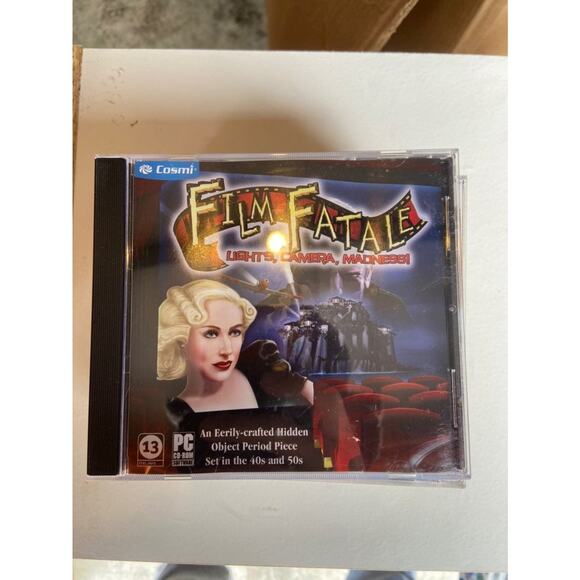 Cosmi
FILM FATALE
LIGHTS, CAMERA, MADNESS!
An Eerily-crafted Hidden
Object Period Piece
Set in the 40s and 50s
13
PC
CD-ROM
SOFTWARE